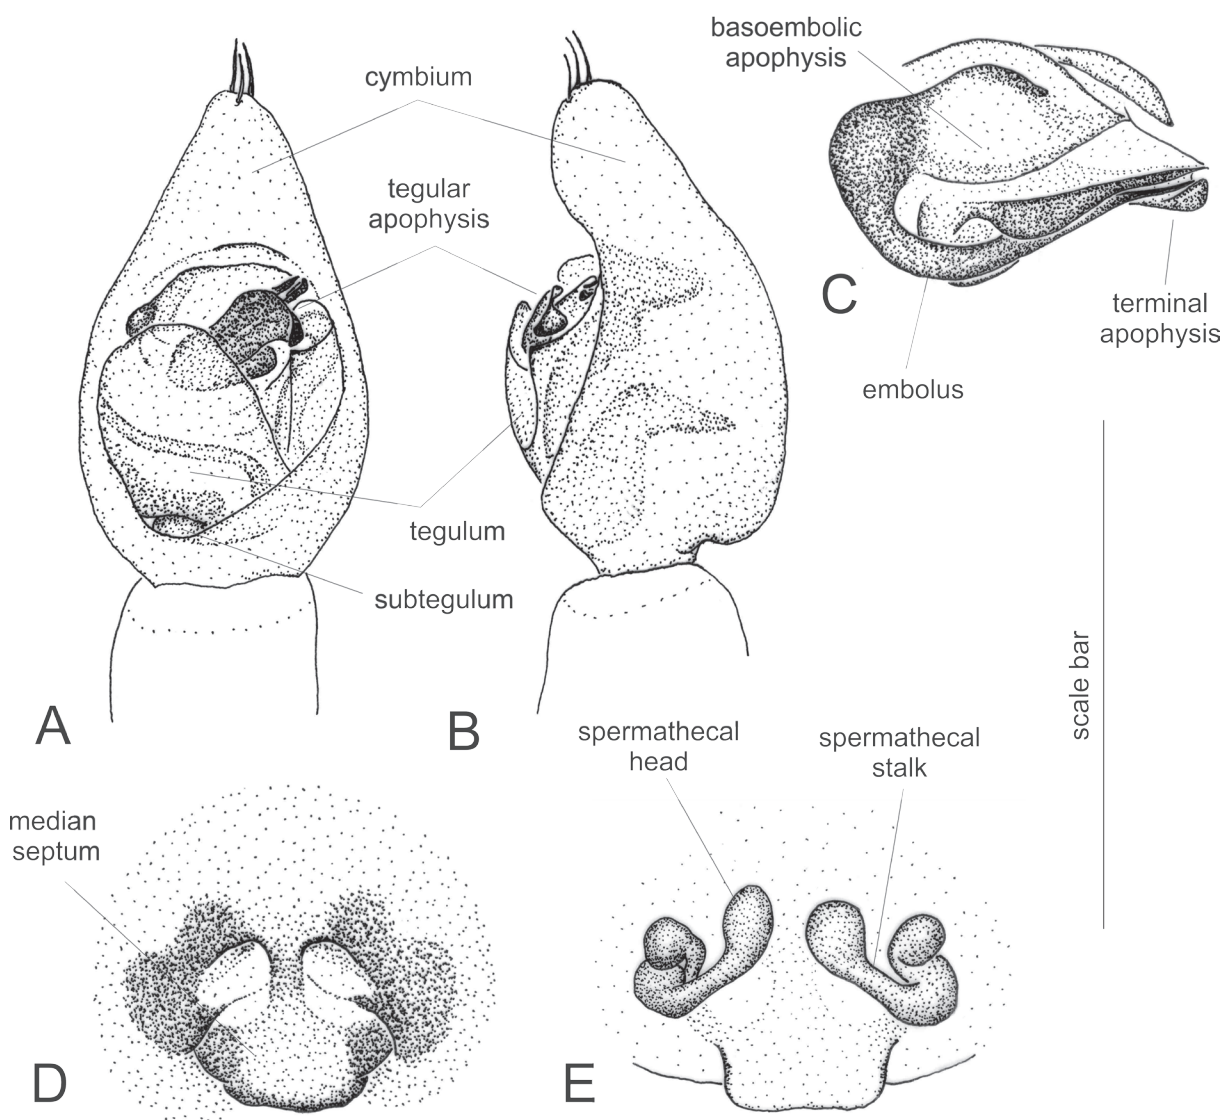 basoembolic
apophysis
cymbium
tegular
apophysis
C
terminal
apophysis
embolus
tegulum
subtegulum
scale bar
A
B
spermathecal
head
spermathecal
stalk
median
septum
D
E